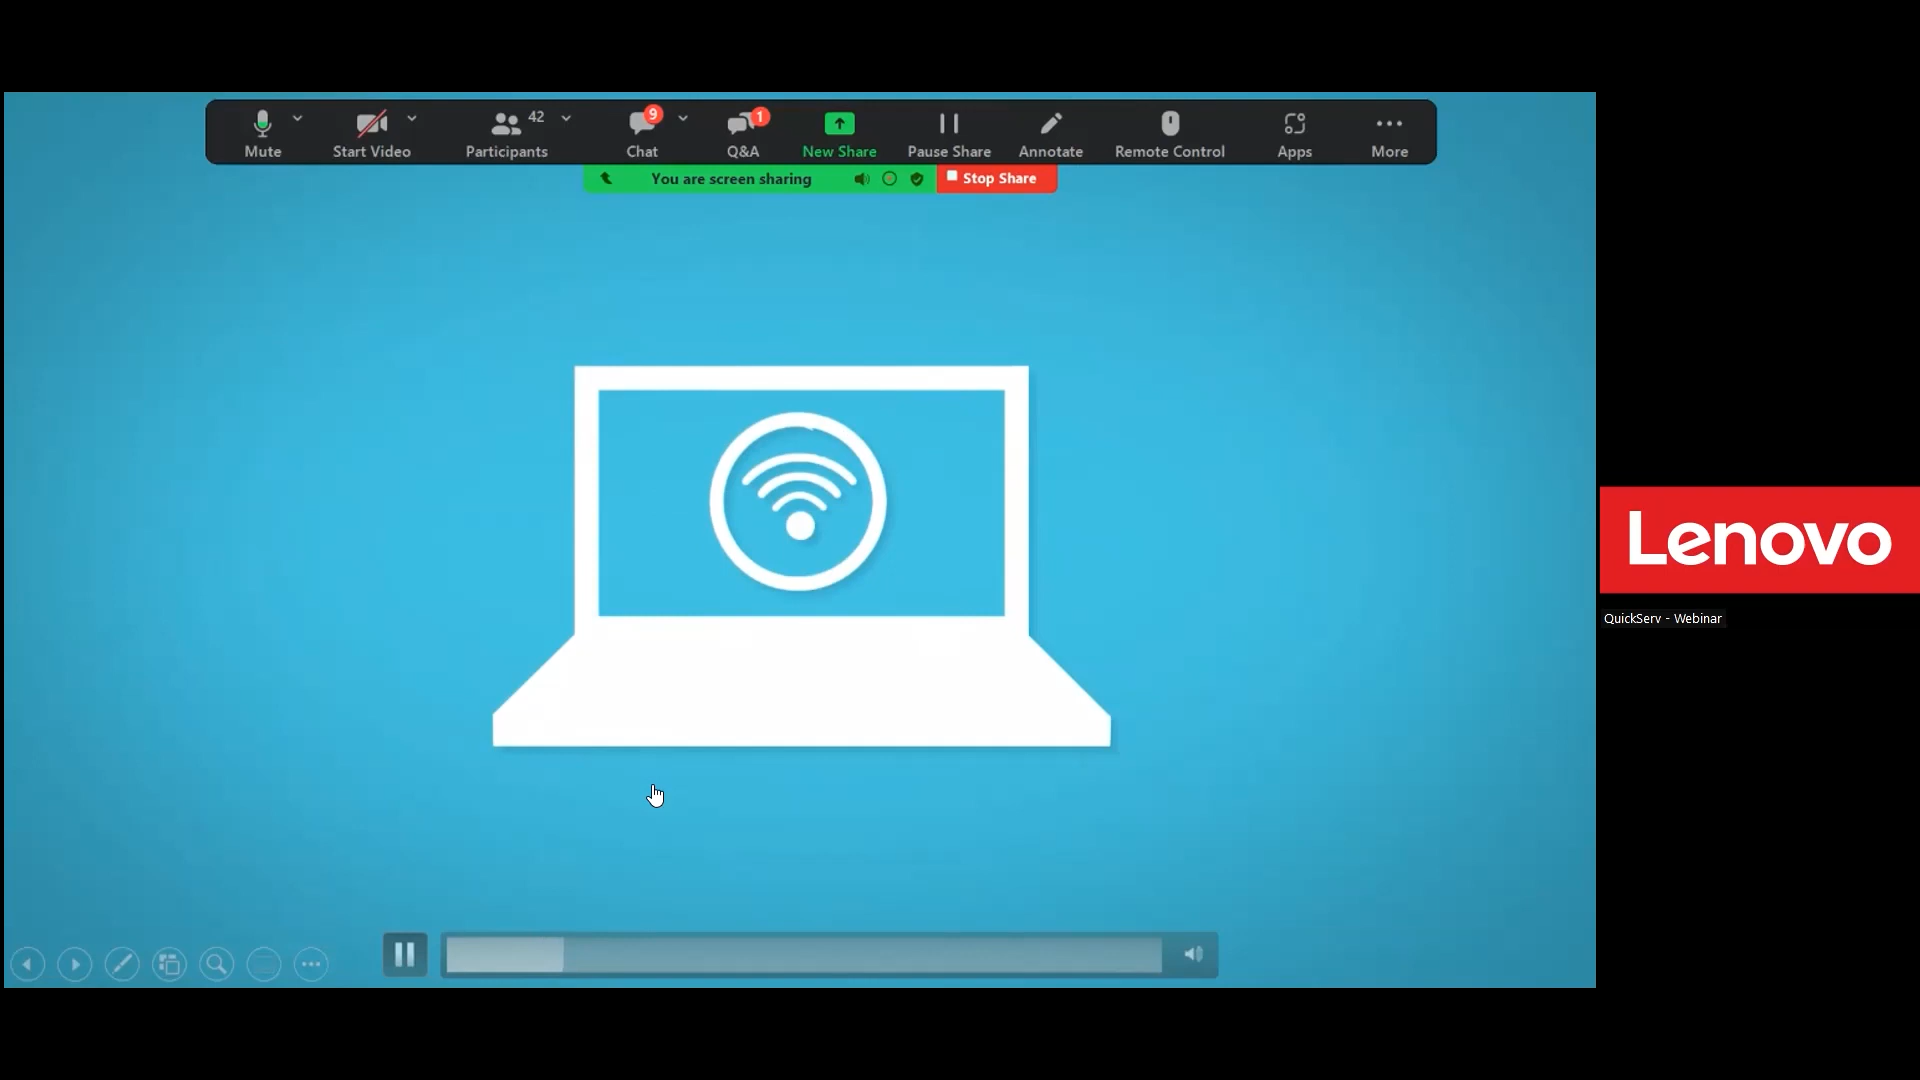 Mute
Start Video
Participants
42
Chat
9
Q&A
1
New Share
Pause Share
Annotate
Remote Control
Apps
More
You are screen sharing
Stop Share
Lenovo
QuickServ - Webinar